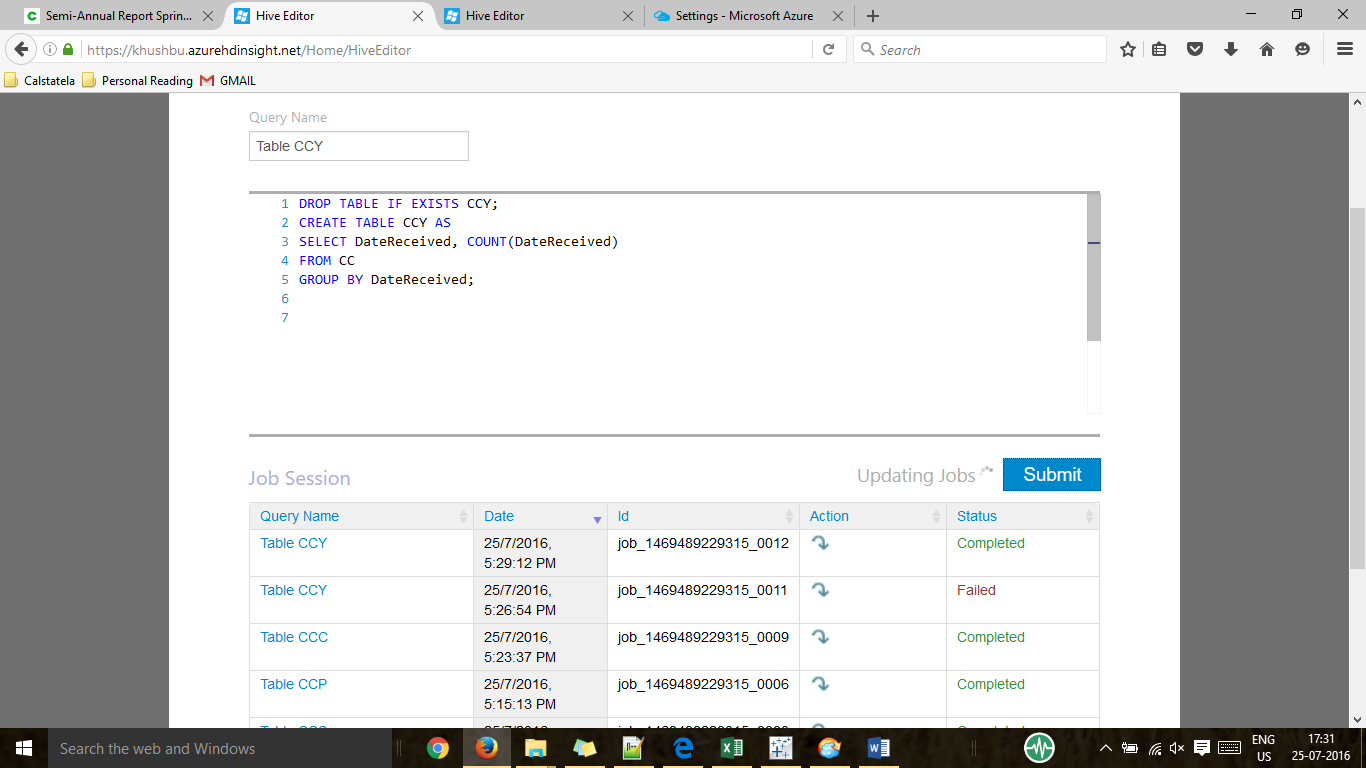 Semi-Annual Report Sprin...
Hive Editor
Hive Editor
Settings - Microsoft Azure
https://khushbu.azurehdinsight.net/Home/HiveEditor
Search
Calstatela
Personal Reading
GMAIL
Query Name
Table CCY
1 DROP TABLE IF EXISTS CCY;
2 CREATE TABLE CCY AS
3 SELECT DateReceived, COUNT(DateReceived)
4 FROM CC
5 GROUP BY DateReceived;
6
7
Job Session
Updating Jobs
Submit
Query Name Date Id Action Status
Table CCY 25/7/2016, job_1469489229315_0012 Completed
5:29:12 PM
Table CCY 25/7/2016, job_1469489229315_0011 Failed
5:26:54 PM
Table CCC 25/7/2016, job_1469489229315_0009 Completed
5:23:37 PM
Table CCP 25/7/2016, job_1469489229315_0006 Completed
5:15:13 PM
Search the web and Windows
ENG 17:31
US 25-07-2016